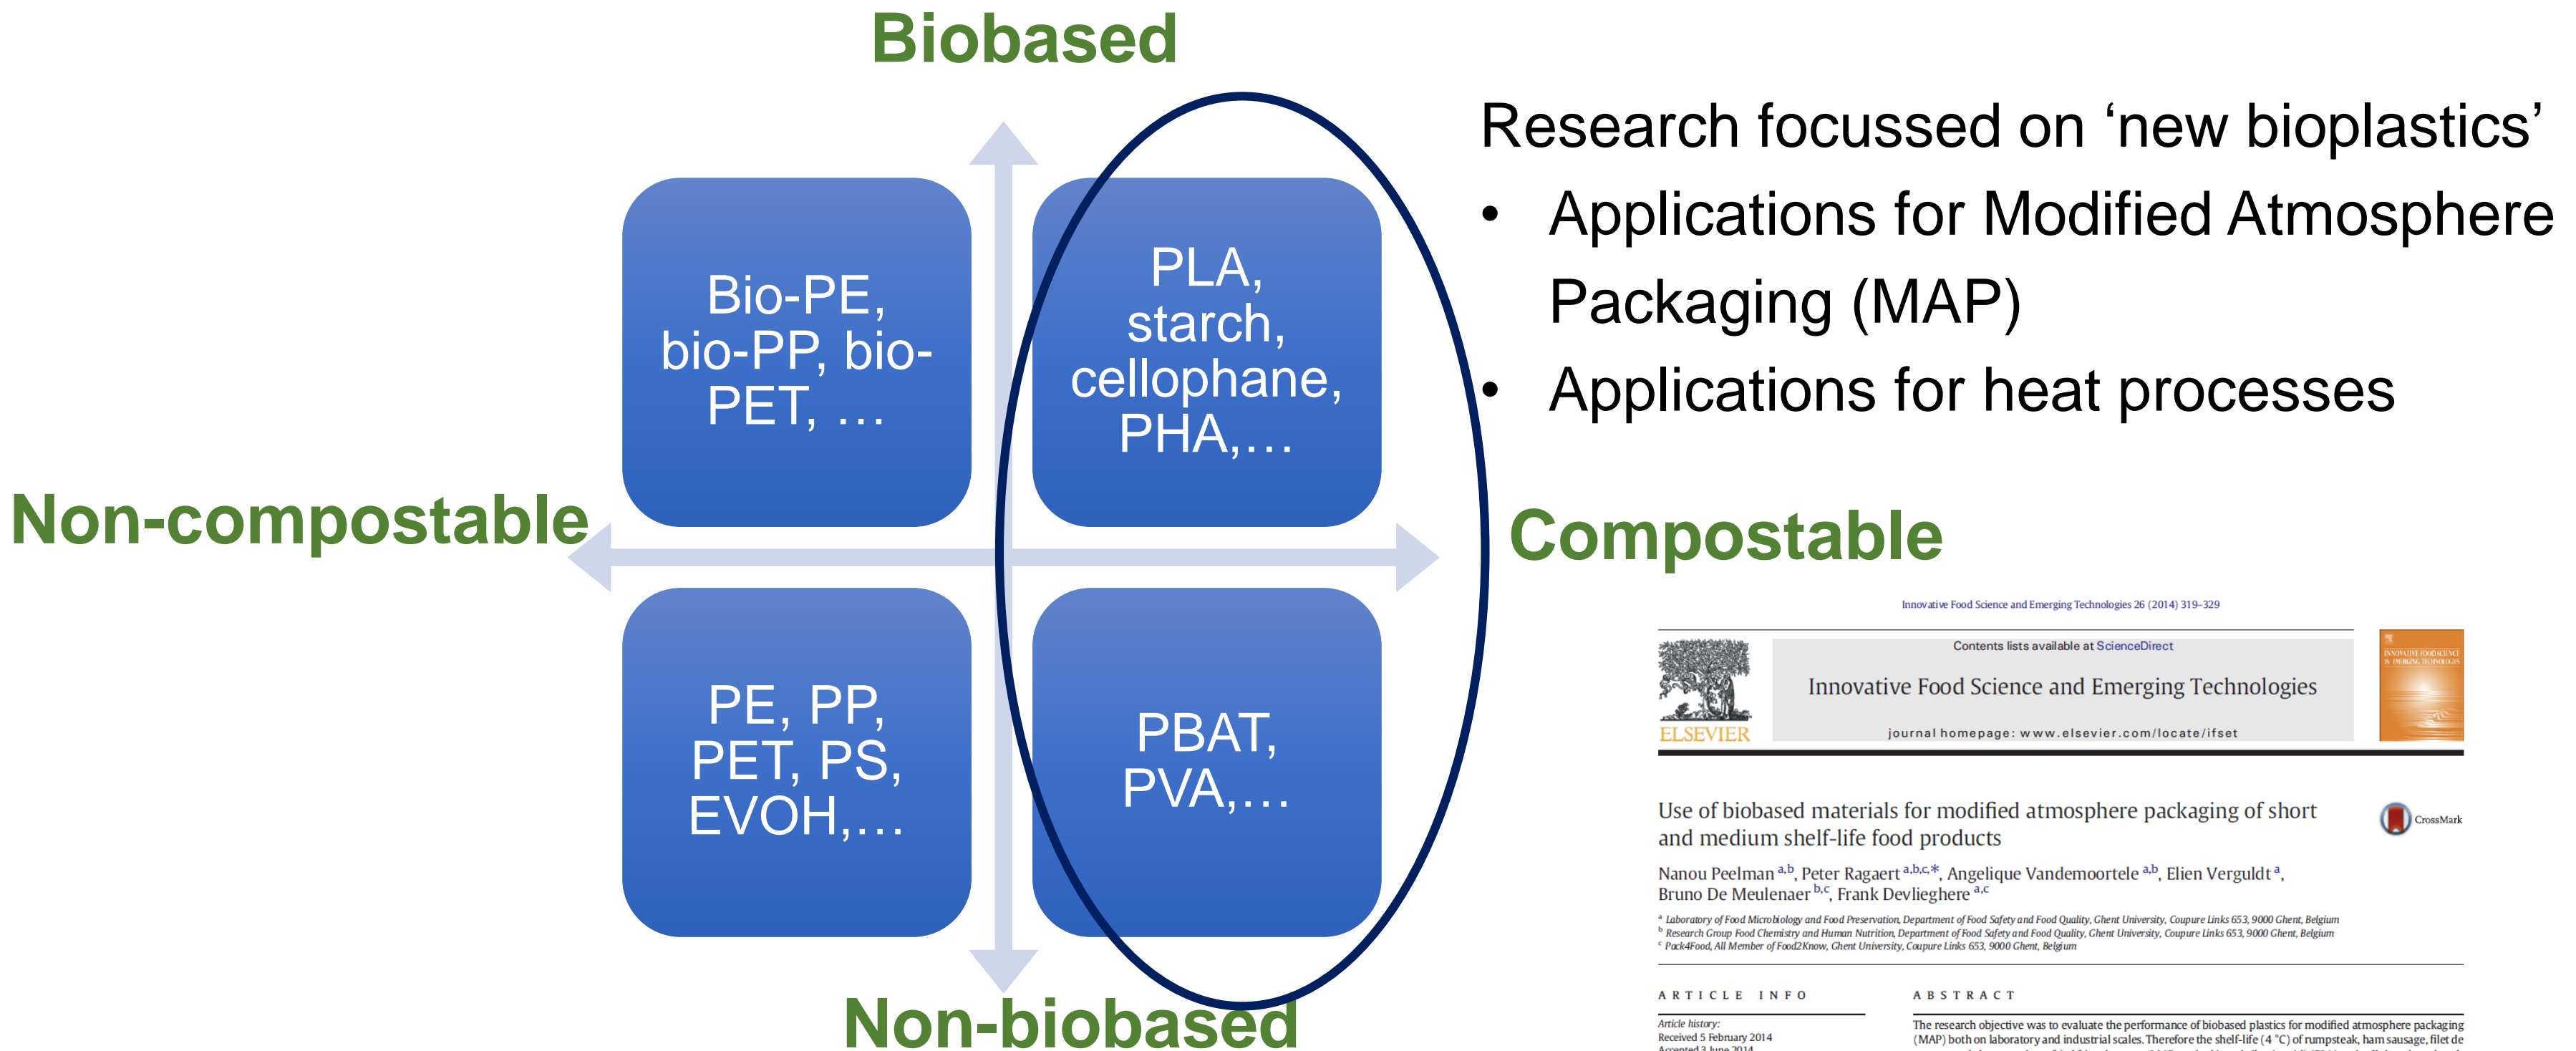 Biobased
Research focussed on ‘new bioplastics’
• Applications for Modified Atmosphere
Packaging (MAP)
• Applications for heat processes
Bio-PE,
bio-PP, bio-
PET, …
PLA,
starch,
cellophane,
PHA,…
Non-compostable
Compostable
PE, PP,
PET, PS,
EVOH,…
PBAT,
PVA,…
Non-biobased
Innovative Food Science and Emerging Technologies 26 (2014) 319–329
Contents lists available at ScienceDirect
Innovative Food Science and Emerging Technologies
journal homepage: www.elsevier.com/locate/ifset
ELSEVIER
INNOVATIVE FOOD SCIENCE
& EMERGING TECHNOLOGIES
Use of biobased materials for modified atmosphere packaging of short
and medium shelf-life food products
CrossMark
Nanou Peelman a,b, Peter Ragaert a,b,c,*, Angelique Vandemoortele a,b, Elien Verguldt a,
Bruno De Meulenaer b,c, Frank Devlieghere a,c
a Laboratory of Food Microbiology and Food Preservation, Department of Food Safety and Food Quality, Ghent University, Coupure Links 653, 9000 Ghent, Belgium
b Research Group Food Chemistry and Human Nutrition, Department of Food Safety and Food Quality, Ghent University, Coupure Links 653, 9000 Ghent, Belgium
c Pack4Food, All Member of Food2Know, Ghent University, Coupure Links 653, 9000 Ghent, Belgium
ARTICLE INFO
Article history:
Received 5 February 2014
Accepted 3 June 2014
ABSTRACT
The research objective was to evaluate the performance of biobased plastics for modified atmosphere packaging
(MAP) both on laboratory and industrial scales. Therefore the shelf-life (4 °C) of rumpsteak, ham sausage, filet de